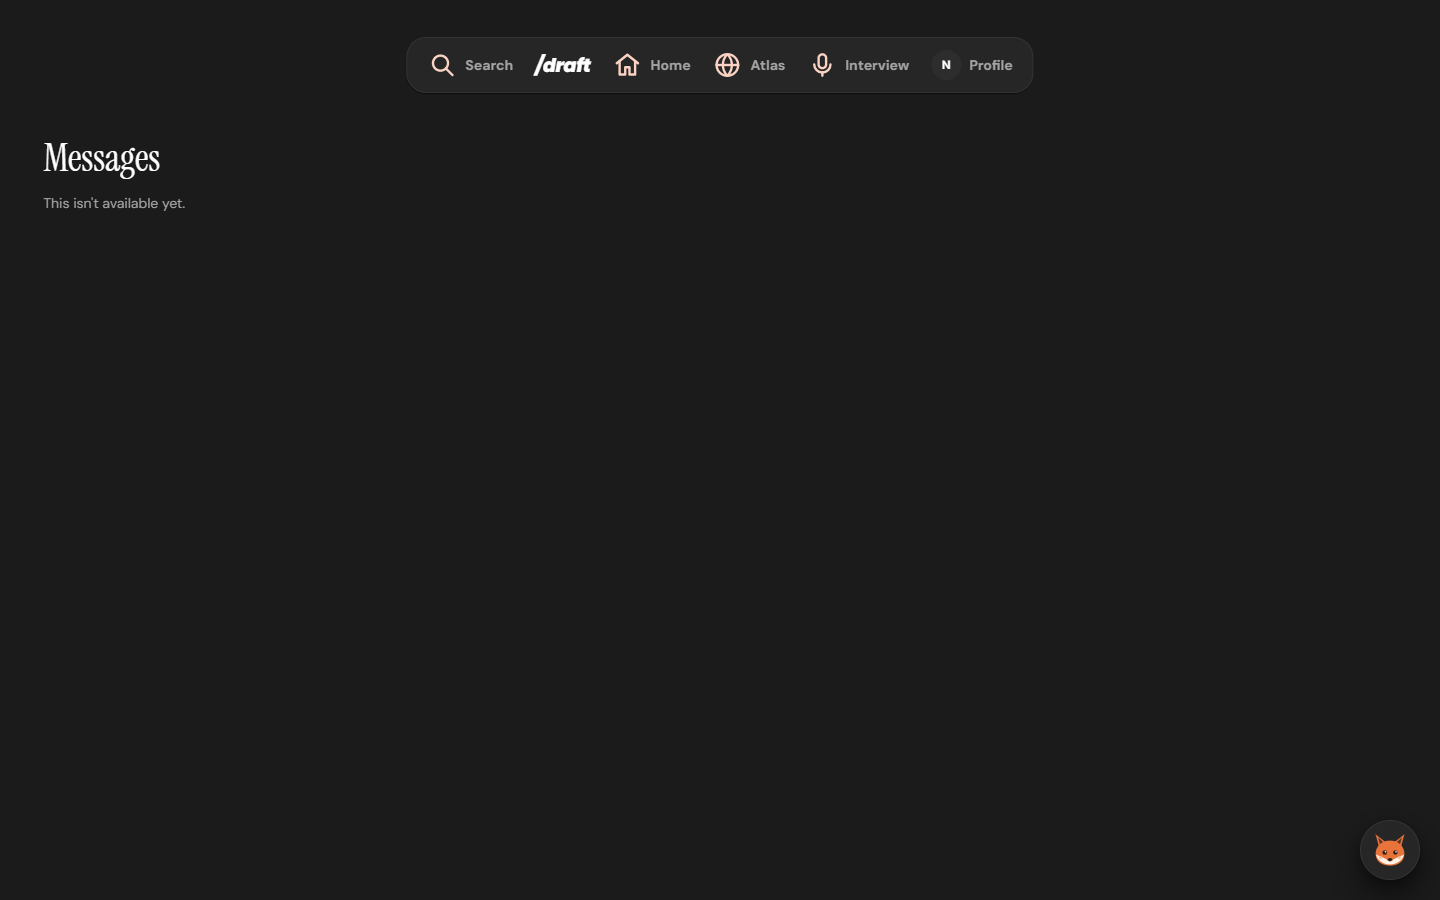 Search /draft Home Atlas Interview N Profile
Messages
This isn't available yet.